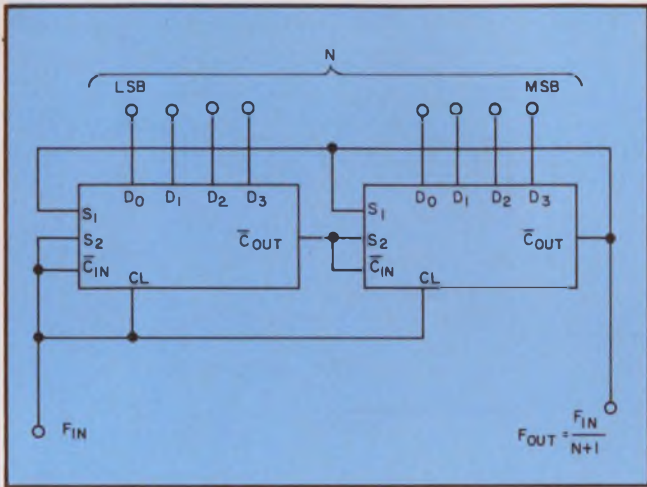 N
LSB MSB
D0 D1 D2 D3 D0 D1 D2 D3
S1 S1
S2 C̅OUT S2 C̅OUT
C̅IN C̅IN
CL CL
FIN FOUT = FIN/N+1